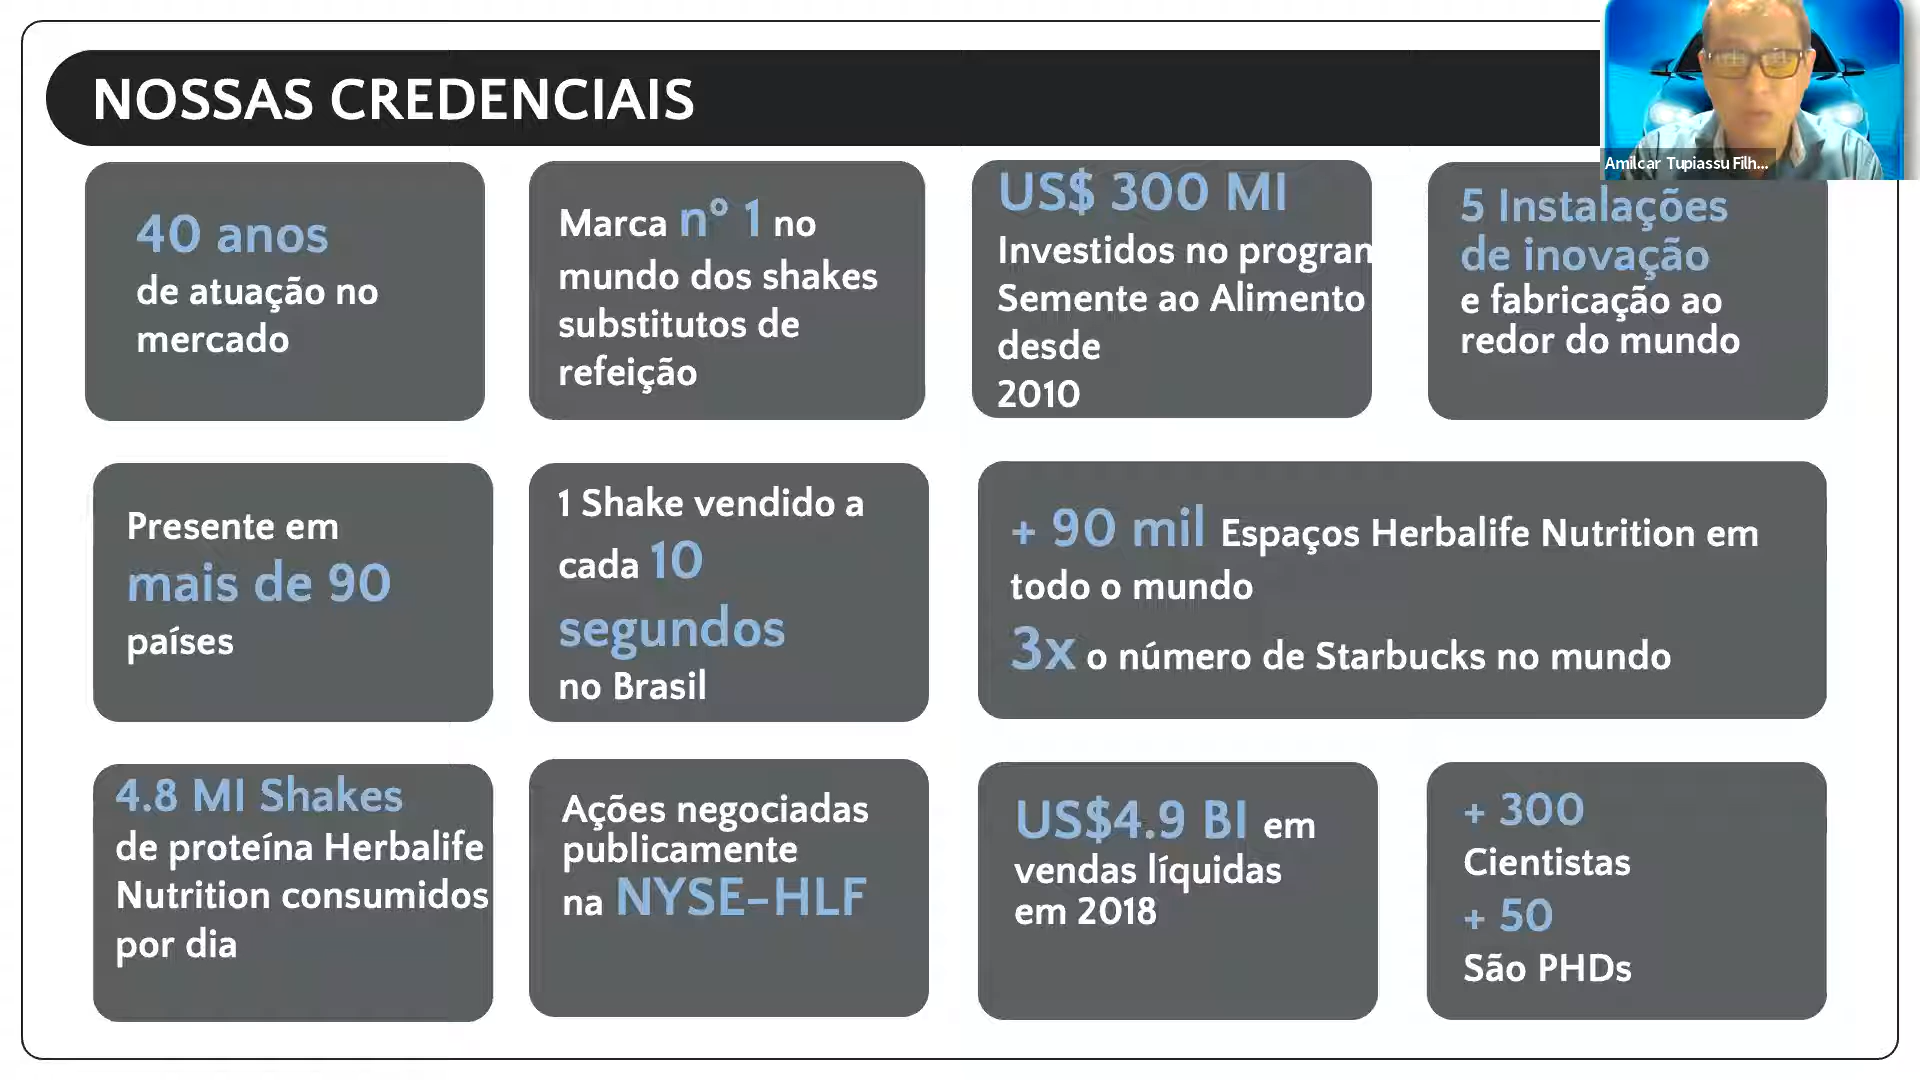 NOSSAS CREDENCIAIS
Amilcar Tupiassu Filh...
40 anos
de atuação no
mercado
Marca nº 1 no
mundo dos shakes
substitutos de
refeição
US$ 300 MI
Investidos no program
Semente ao Alimento
desde
2010
5 Instalações
de inovação
e fabricação ao
redor do mundo
Presente em
mais de 90
países
1 Shake vendido a
cada 10
segundos
no Brasil
+ 90 mil Espaços Herbalife Nutrition em
todo o mundo
3x o número de Starbucks no mundo
4.8 MI Shakes
de proteína Herbalife
Nutrition consumidos
por dia
Ações negociadas
publicamente
na NYSE-HLF
US$4.9 BI em
vendas líquidas
em 2018
+ 300
Cientistas
+ 50
São PHDs